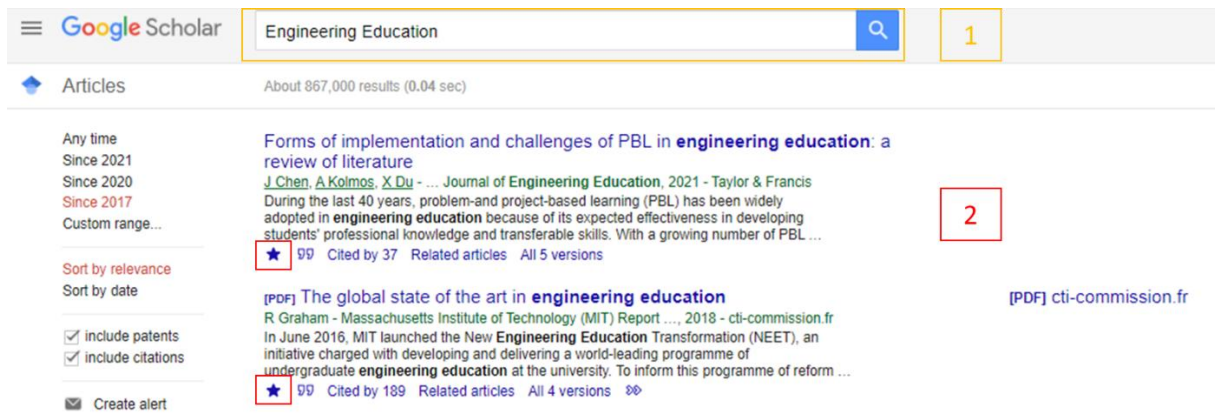 Google Scholar
Engineering Education
1
Articles
About 867,000 results (0.04 sec)
Any time
Since 2021
Since 2020
Since 2017
Custom range...
Sort by relevance
Sort by date
include patents
include citations
Create alert
Forms of implementation and challenges of PBL in engineering education: a
review of literature
J Chen, A Kolmos, X Du - ... Journal of Engineering Education, 2021 - Taylor & Francis
During the last 40 years, problem-and project-based learning (PBL) has been widely
adopted in engineering education because of its expected effectiveness in developing
students' professional knowledge and transferable skills. With a growing number of PBL ...
Cited by 37 Related articles All 5 versions
2
[PDF] The global state of the art in engineering education
R Graham - Massachusetts Institute of Technology (MIT) Report ..., 2018 - cti-commission.fr
In June 2016, MIT launched the New Engineering Education Transformation (NEET), an
initiative charged with developing and delivering a world-leading programme of
undergraduate engineering education at the university. To inform this programme of reform ...
Cited by 189 Related articles All 4 versions
[PDF] cti-commission.fr